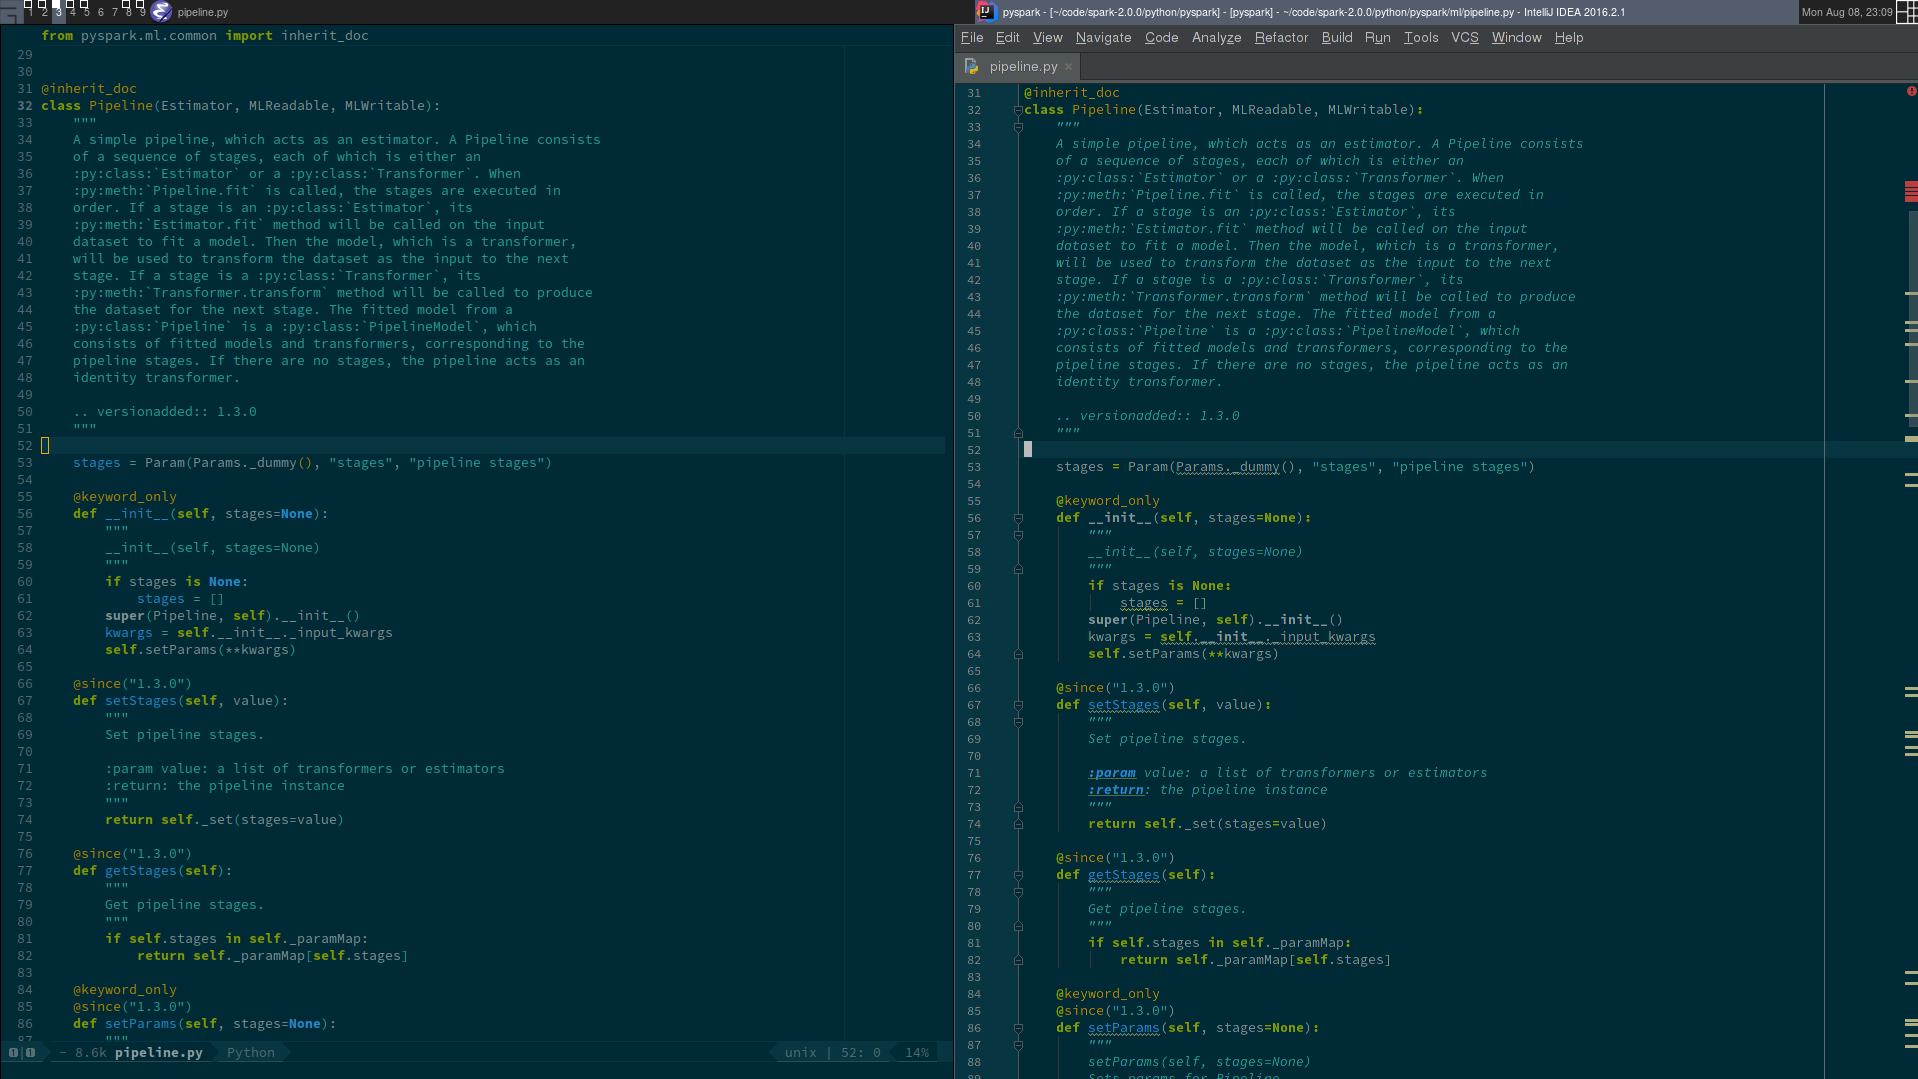 1 2 3 4 5 6 7 8 9 pipeline.py
from pyspark.ml.common import inherit_doc
29
30
31 @inherit_doc
32 class Pipeline(Estimator, MLReadable, MLWritable):
33     """
34     A simple pipeline, which acts as an estimator. A Pipeline consists
35     of a sequence of stages, each of which is either an
36     :py:class:`Estimator` or a :py:class:`Transformer`. When
37     :py:meth:`Pipeline.fit` is called, the stages are executed in
38     order. If a stage is an :py:class:`Estimator`, its
39     :py:meth:`Estimator.fit` method will be called on the input
40     dataset to fit a model. Then the model, which is a transformer,
41     will be used to transform the dataset as the input to the next
42     stage. If a stage is a :py:class:`Transformer`, its
43     :py:meth:`Transformer.transform` method will be called to produce
44     the dataset for the next stage. The fitted model from a
45     :py:class:`Pipeline` is a :py:class:`PipelineModel`, which
46     consists of fitted models and transformers, corresponding to the
47     pipeline stages. If there are no stages, the pipeline acts as an
48     identity transformer.
49
50     .. versionadded:: 1.3.0
51     """
52
53     stages = Param(Params._dummy(), "stages", "pipeline stages")
54
55     @keyword_only
56     def __init__(self, stages=None):
57         """
58         __init__(self, stages=None)
59         """
60         if stages is None:
61             stages = []
62         super(Pipeline, self).__init__()
63         kwargs = self.__init__._input_kwargs
64         self.setParams(**kwargs)
65
66     @since("1.3.0")
67     def setStages(self, value):
68         """
69         Set pipeline stages.
70
71         :param value: a list of transformers or estimators
72         :return: the pipeline instance
73         """
74         return self._set(stages=value)
75
76     @since("1.3.0")
77     def getStages(self):
78         """
79         Get pipeline stages.
80         """
81         if self.stages in self._paramMap:
82             return self._paramMap[self.stages]
83
84     @keyword_only
85     @since("1.3.0")
86     def setParams(self, stages=None):
87         """
1|1 - 8.6k pipeline.py Python unix | 52: 0 14%
pyspark - [~/code/spark-2.0.0/python/pyspark] - [pyspark] - ~/code/spark-2.0.0/python/pyspark/ml/pipeline.py - IntelliJ IDEA 2016.2.1 Mon Aug 08, 23:09
File Edit View Navigate Code Analyze Refactor Build Run Tools VCS Window Help
pipeline.py ×
31 @inherit_doc
32 class Pipeline(Estimator, MLReadable, MLWritable):
33     """
34     A simple pipeline, which acts as an estimator. A Pipeline consists
35     of a sequence of stages, each of which is either an
36     :py:class:`Estimator` or a :py:class:`Transformer`. When
37     :py:meth:`Pipeline.fit` is called, the stages are executed in
38     order. If a stage is an :py:class:`Estimator`, its
39     :py:meth:`Estimator.fit` method will be called on the input
40     dataset to fit a model. Then the model, which is a transformer,
41     will be used to transform the dataset as the input to the next
42     stage. If a stage is a :py:class:`Transformer`, its
43     :py:meth:`Transformer.transform` method will be called to produce
44     the dataset for the next stage. The fitted model from a
45     :py:class:`Pipeline` is a :py:class:`PipelineModel`, which
46     consists of fitted models and transformers, corresponding to the
47     pipeline stages. If there are no stages, the pipeline acts as an
48     identity transformer.
49
50     .. versionadded:: 1.3.0
51     """
52
53     stages = Param(Params._dummy(), "stages", "pipeline stages")
54
55     @keyword_only
56     def __init__(self, stages=None):
57         """
58         __init__(self, stages=None)
59         """
60         if stages is None:
61             stages = []
62         super(Pipeline, self).__init__()
63         kwargs = self.__init__._input_kwargs
64         self.setParams(**kwargs)
65
66     @since("1.3.0")
67     def setStages(self, value):
68         """
69         Set pipeline stages.
70
71         :param value: a list of transformers or estimators
72         :return: the pipeline instance
73         """
74         return self._set(stages=value)
75
76     @since("1.3.0")
77     def getStages(self):
78         """
79         Get pipeline stages.
80         """
81         if self.stages in self._paramMap:
82             return self._paramMap[self.stages]
83
84     @keyword_only
85     @since("1.3.0")
86     def setParams(self, stages=None):
87         """
88         setParams(self, stages=None)
89         Sets params for Pipeline